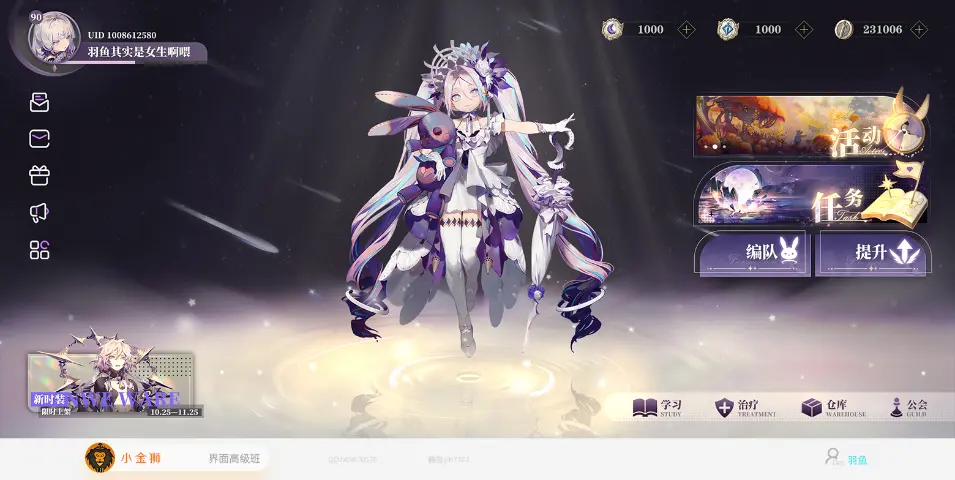 90
UID 1008612580
羽鱼其实是女生啊喂
1000
1000
231006
活动
任务
Task
编队
提升
新时装
限时上架
10.25—11.25
学习
STUDY
治疗
TREATMENT
仓库
WAREHOUSE
公会
GUILD
小金狮
界面高级班
羽鱼